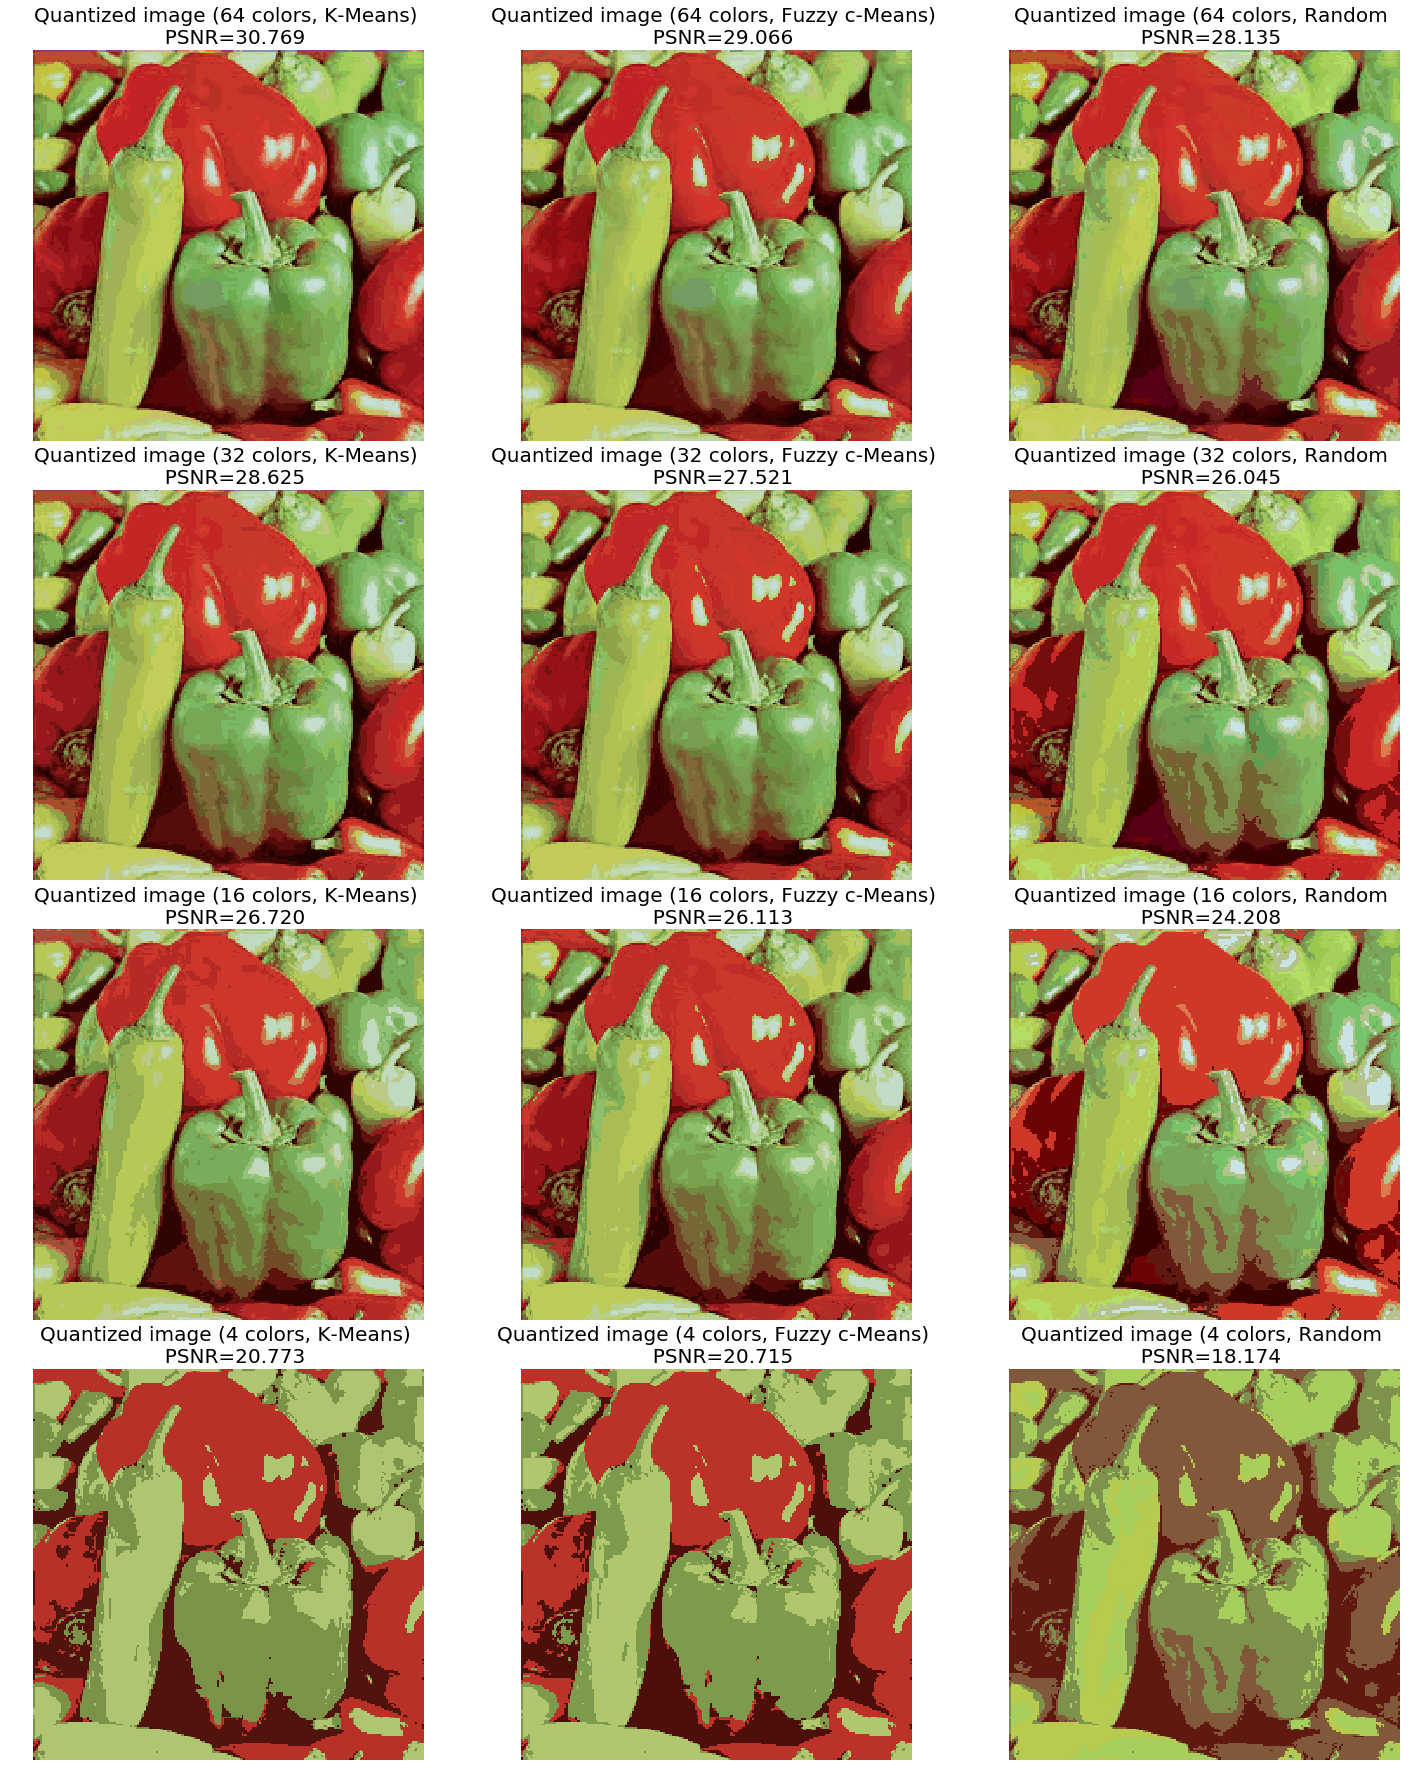 Quantized image (64 colors, K-Means)
PSNR=30.769
Quantized image (64 colors, Fuzzy c-Means)
PSNR=29.066
Quantized image (64 colors, Random
PSNR=28.135
Quantized image (32 colors, K-Means)
PSNR=28.625
Quantized image (32 colors, Fuzzy c-Means)
PSNR=27.521
Quantized image (32 colors, Random
PSNR=26.045
Quantized image (16 colors, K-Means)
PSNR=26.720
Quantized image (16 colors, Fuzzy c-Means)
PSNR=26.113
Quantized image (16 colors, Random
PSNR=24.208
Quantized image (4 colors, K-Means)
PSNR=20.773
Quantized image (4 colors, Fuzzy c-Means)
PSNR=20.715
Quantized image (4 colors, Random
PSNR=18.174